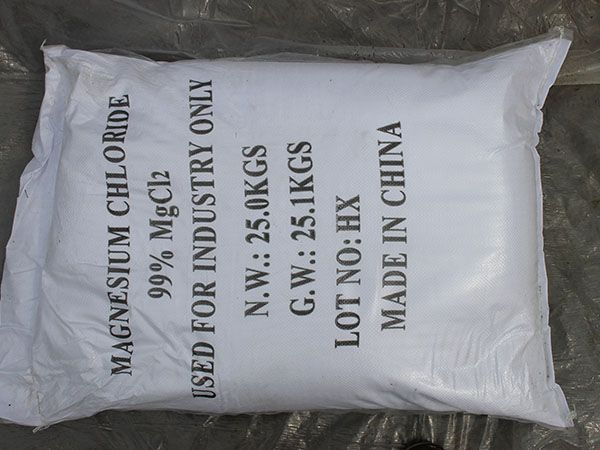 MAGNESIUM CHLORIDE
99% MgCl2
USED FOR INDUSTRY ONLY
N.W.: 25.0KGS
G.W.: 25.1KGS
LOT NO: HX
MADE IN CHINA